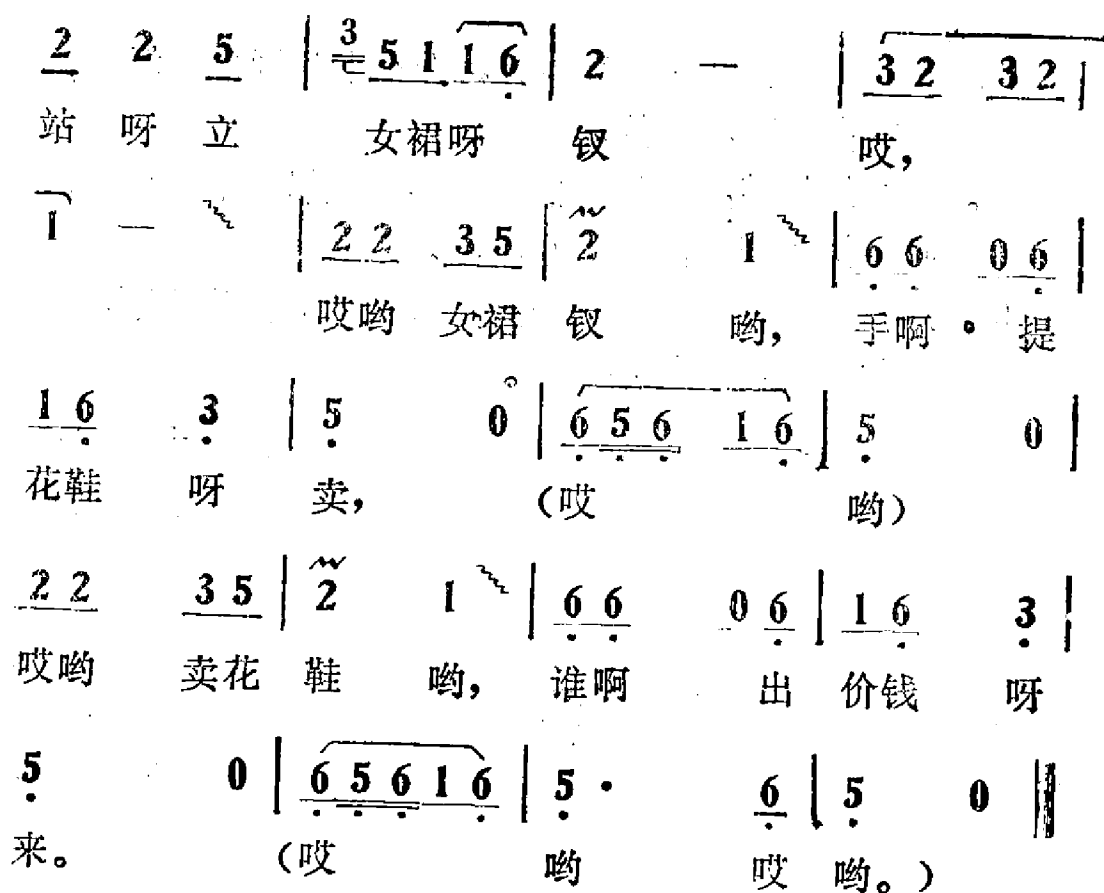 2 2 5 | 3 5 1 1 6 | 2 — | 3 2 3 2 |
站 呀 立 女裙呀 钗 哎，
1 — | 2 2 3 5 | 2 1 | 6 6 0 6 |
哎哟 女裙 钗 哟， 手啊 · 提
1 6 3 | 5 0 | 6 5 6 1 6 | 5 0 |
花鞋 呀 卖， （哎 哟）
2 2 3 5 | 2 1 | 6 6 0 6 | 1 6 3 |
哎哟 卖花 鞋 哟， 谁啊 出 价钱 呀
5 0 | 6 5 6 1 6 | 5 · 6 | 5 0 ‖
来。 （哎 哟 哎 哟。）